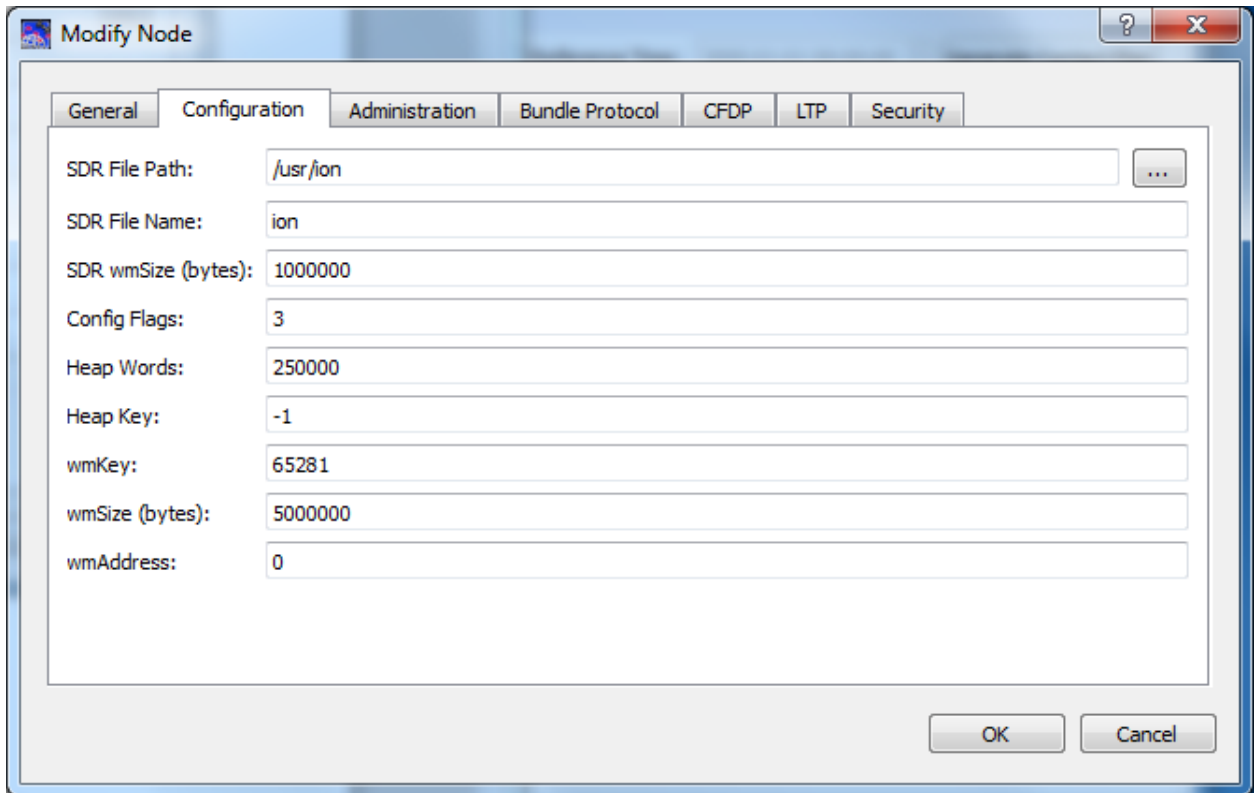 Modify Node
General Configuration Administration Bundle Protocol CFDP LTP Security
SDR File Path: /usr/ion ...
SDR File Name: ion
SDR wmSize (bytes): 1000000
Config Flags: 3
Heap Words: 250000
Heap Key: -1
wmKey: 65281
wmSize (bytes): 5000000
wmAddress: 0
OK Cancel